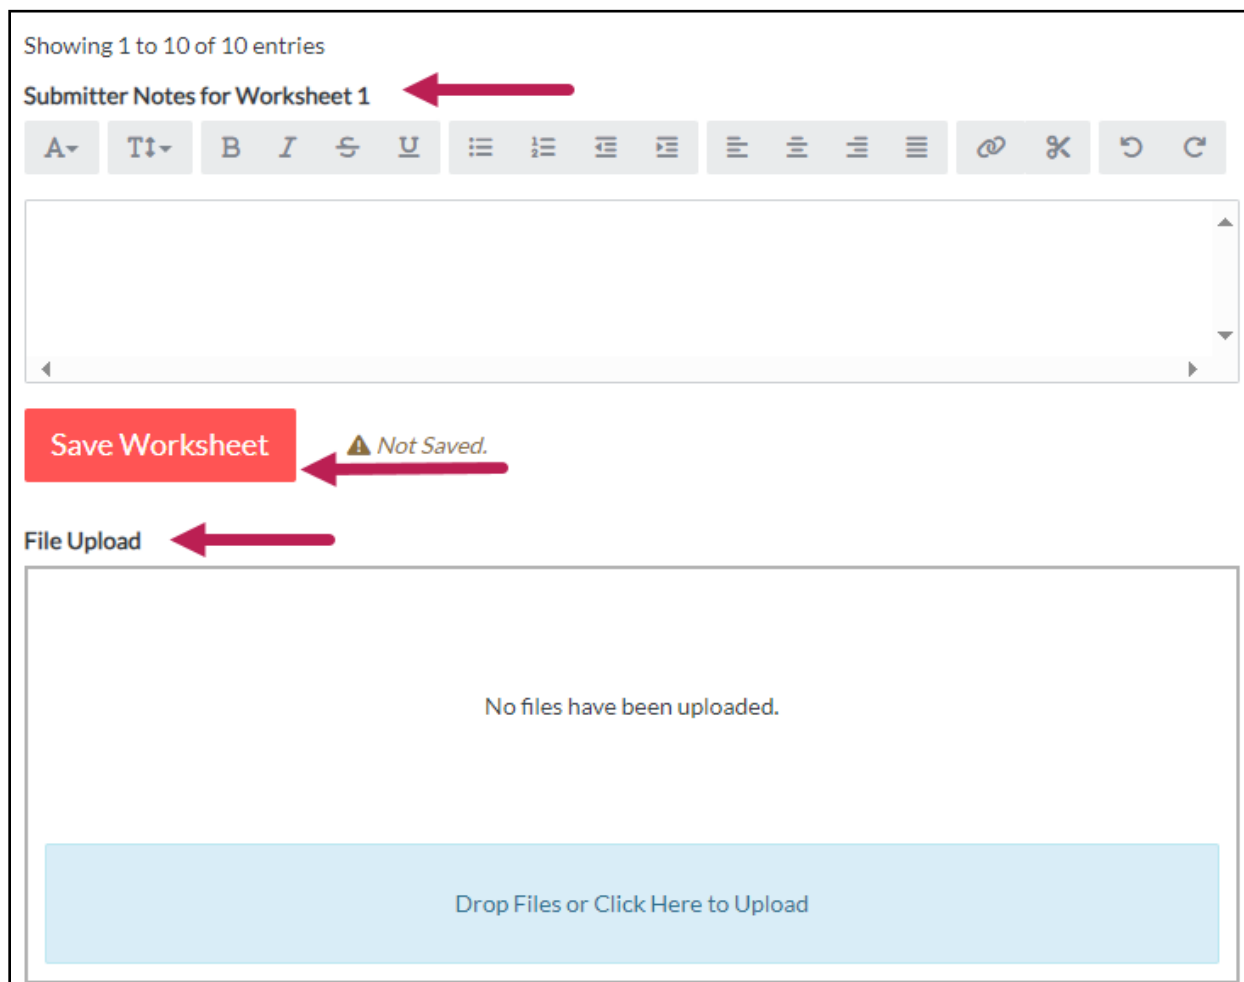 Showing 1 to 10 of 10 entries
Submitter Notes for Worksheet 1
A T B I S U
Save Worksheet
Not Saved.
File Upload
No files have been uploaded.
Drop Files or Click Here to Upload